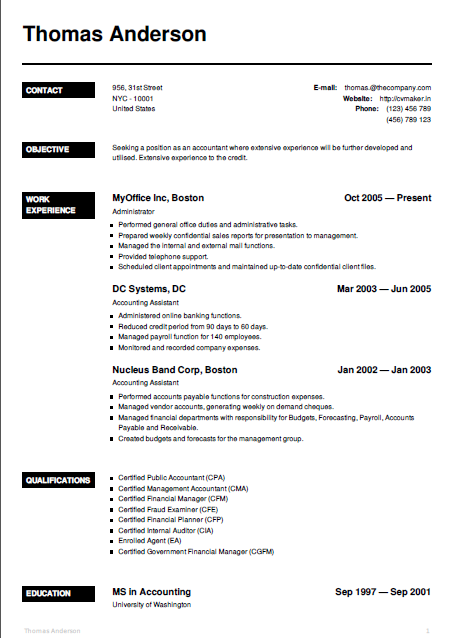 Thomas Anderson
CONTACT
956, 31st Street
NYC - 10001
United States
E-mail: thomas.@thecompany.com
Website: http://cvmaker.in
Phone: (123) 456 789
(456) 789 123
OBJECTIVE
Seeking a position as an accountant where extensive experience will be further developed and
utilised. Extensive experience to the credit.
WORK
EXPERIENCE
MyOffice Inc, Boston Oct 2005 — Present
Administrator
Performed general office duties and administrative tasks.
Prepared weekly confidential sales reports for presentation to management.
Managed the internal and external mail functions.
Provided telephone support.
Scheduled client appointments and maintained up-to-date confidential client files.
DC Systems, DC Mar 2003 — Jun 2005
Accounting Assistant
Administered online banking functions.
Reduced credit period from 90 days to 60 days.
Managed payroll function for 140 employees.
Monitored and recorded company expenses.
Nucleus Band Corp, Boston Jan 2002 — Jan 2003
Accounting Assistant
Performed accounts payable functions for construction expenses.
Managed vendor accounts, generating weekly on demand cheques.
Managed financial departments with responsibility for Budgets, Forecasting, Payroll, Accounts
Payable and Receivable.
Created budgets and forecasts for the management group.
QUALIFICATIONS
Certified Public Accountant (CPA)
Certified Management Accountant (CMA)
Certified Financial Manager (CFM)
Certified Fraud Examiner (CFE)
Certified Financial Planner (CFP)
Certified Internal Auditor (CIA)
Enrolled Agent (EA)
Certified Government Financial Manager (CGFM)
EDUCATION
MS in Accounting Sep 1997 — Sep 2001
University of Washington
Thomas Anderson 1